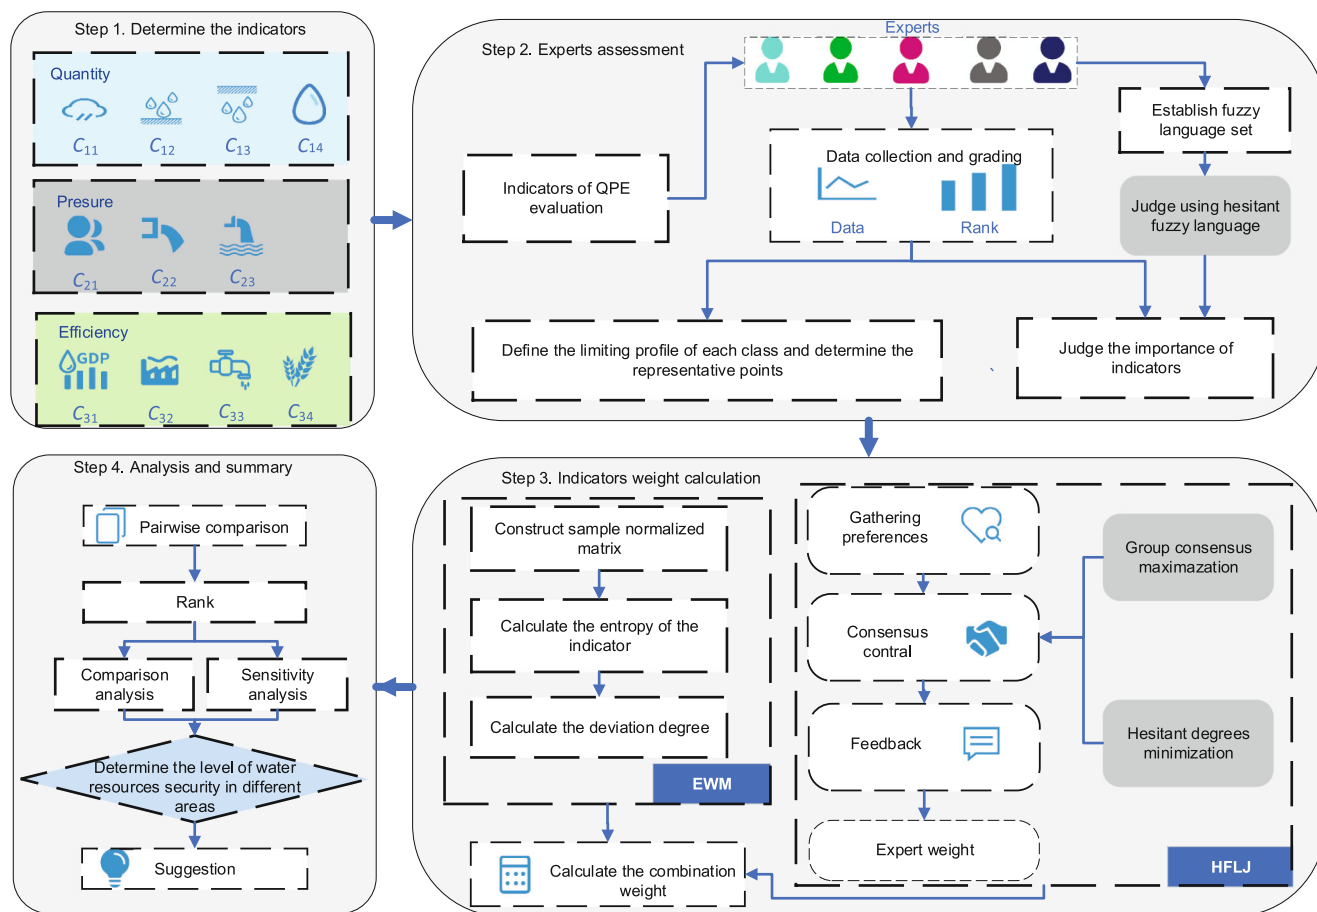 Step 1. Determine the indicators
Quantity
C11 C12 C13 C14
Presure
C21 C22 C23
Efficiency
GDP
C31 C32 C33 C34
Step 2. Experts assessment
Experts
Indicators of QPE
evaluation
Data collection and grading
Data Rank
Establish fuzzy
language set
Judge using hesitant
fuzzy language
Define the limiting profile of each class and determine the
representative points
Judge the importance of
indicators
Step 3. Indicators weight calculation
Construct sample normalized
matrix
Calculate the entropy of the
indicator
Calculate the deviation degree
EWM
Calculate the combination
weight
Gathering
preferences
Consensus
contral
Feedback
Expert weight
Group consensus
maximazation
Hesitant degrees
minimization
HFLJ
Step 4. Analysis and summary
Pairwise comparison
Rank
Comparison
analysis
Sensitivity
analysis
Determine the level of water
resources security in different
areas
Suggestion